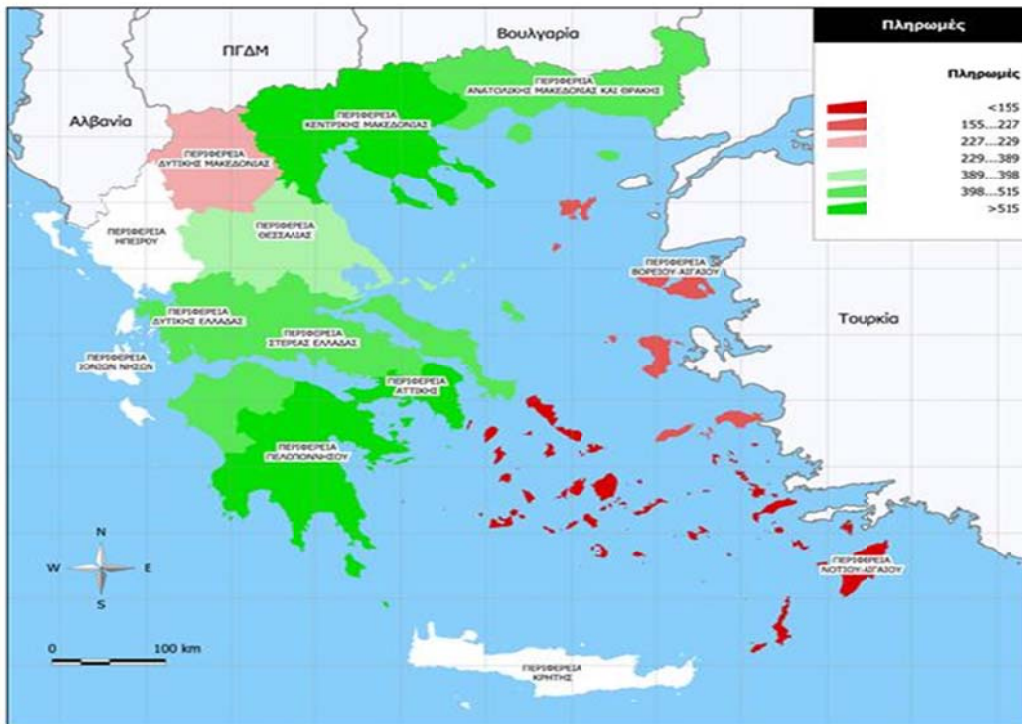 Βουλγαρία
ΠΓΔΜ
Αλβανία
ΠΕΡΙΦΕΡΕΙΑ
ΑΝΑΤΟΛΙΚΗΣ ΜΑΚΕΔΟΝΙΑΣ ΚΑΙ ΘΡΑΚΗΣ
ΠΕΡΙΦΕΡΕΙΑ
ΚΕΝΤΡΙΚΗΣ ΜΑΚΕΔΟΝΙΑΣ
ΠΕΡΙΦΕΡΕΙΑ
ΔΥΤΙΚΗΣ ΜΑΚΕΔΟΝΙΑΣ
ΠΕΡΙΦΕΡΕΙΑ
ΗΠΕΙΡΟΥ
ΠΕΡΙΦΕΡΕΙΑ
ΘΕΣΣΑΛΙΑΣ
ΠΕΡΙΦΕΡΕΙΑ
ΒΟΡΕΙΟΥ-ΑΙΓΑΙΟΥ
Τουρκία
ΠΕΡΙΦΕΡΕΙΑ
ΔΥΤΙΚΗΣ ΕΛΛΑΔΑΣ
ΠΕΡΙΦΕΡΕΙΑ
ΣΤΕΡΕΑΣ ΕΛΛΑΔΑΣ
ΠΕΡΙΦΕΡΕΙΑ
ΙΟΝΙΩΝ ΝΗΣΩΝ
ΠΕΡΙΦΕΡΕΙΑ
ΑΤΤΙΚΗΣ
ΠΕΡΙΦΕΡΕΙΑ
ΠΕΛΟΠΟΝΝΗΣΟΥ
ΠΕΡΙΦΕΡΕΙΑ
ΝΟΤΙΟΥ-ΑΙΓΑΙΟΥ
ΠΕΡΙΦΕΡΕΙΑ
ΚΡΗΤΗΣ
N
W E
S
0 100 km
Πληρωμές
Πληρωμές
<155
155...227
227...229
229...389
389...398
398...515
>515